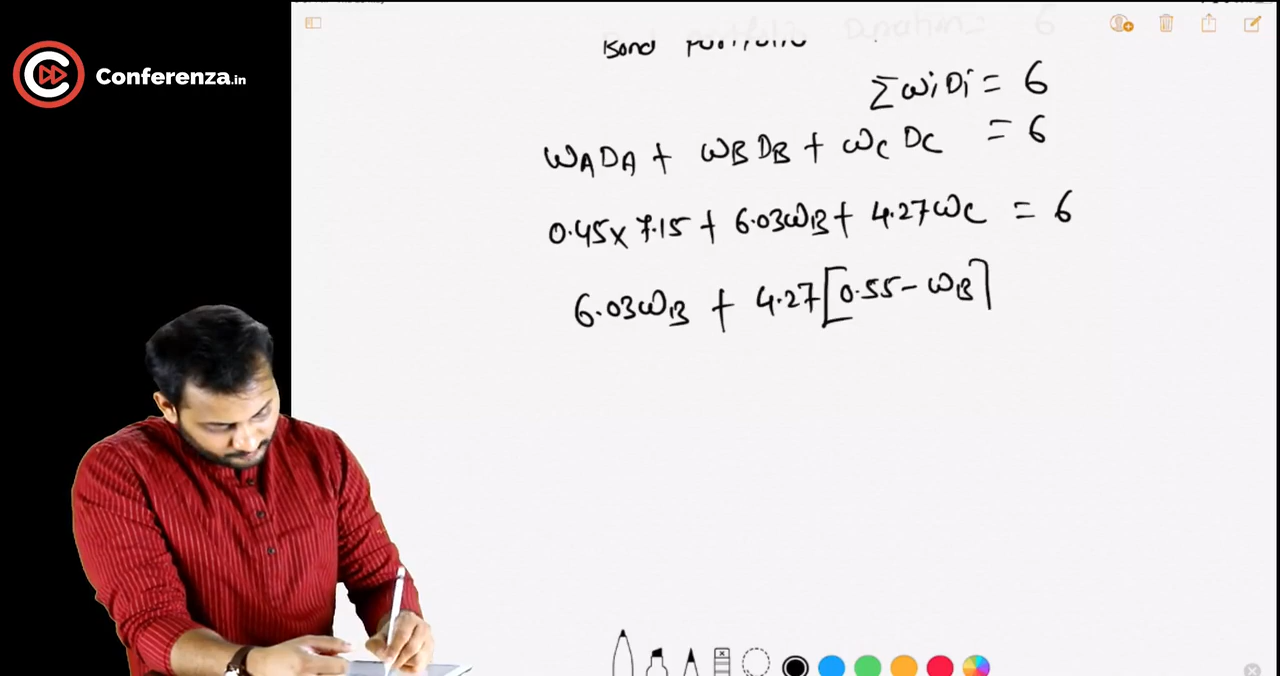 Conferenza.in
Bond
Σ wi Di = 6
wA DA + wB DB + wC DC = 6
0.45 x 7.15 + 6.03 wB + 4.27 wC = 6
6.03 wB + 4.27 [0.55 - wB]